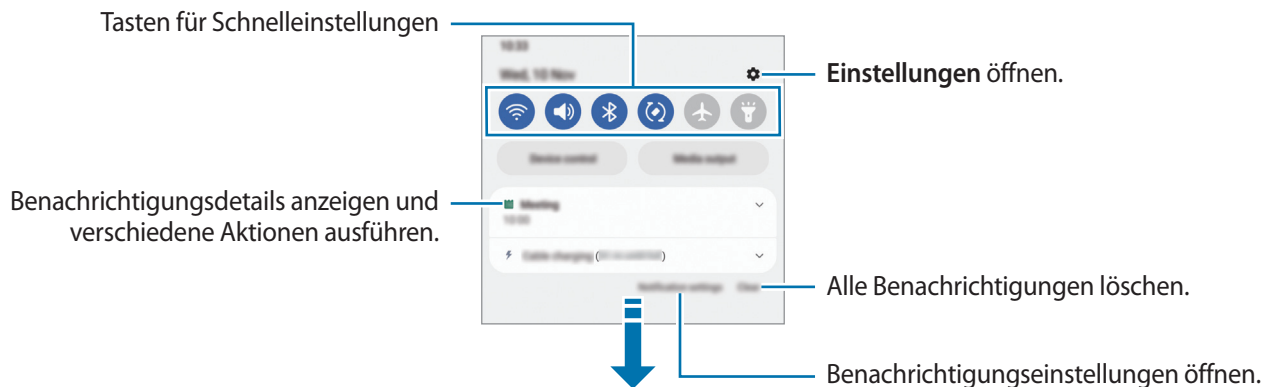 Tasten für Schnelleinstellungen
10:33
Wed, 10 Nov
Einstellungen öffnen.
Device control
Media output
Benachrichtigungsdetails anzeigen und
verschiedene Aktionen ausführen.
Meeting
10:00
Cable charging (
)
Notification settings
Clear
Alle Benachrichtigungen löschen.
Benachrichtigungseinstellungen öffnen.